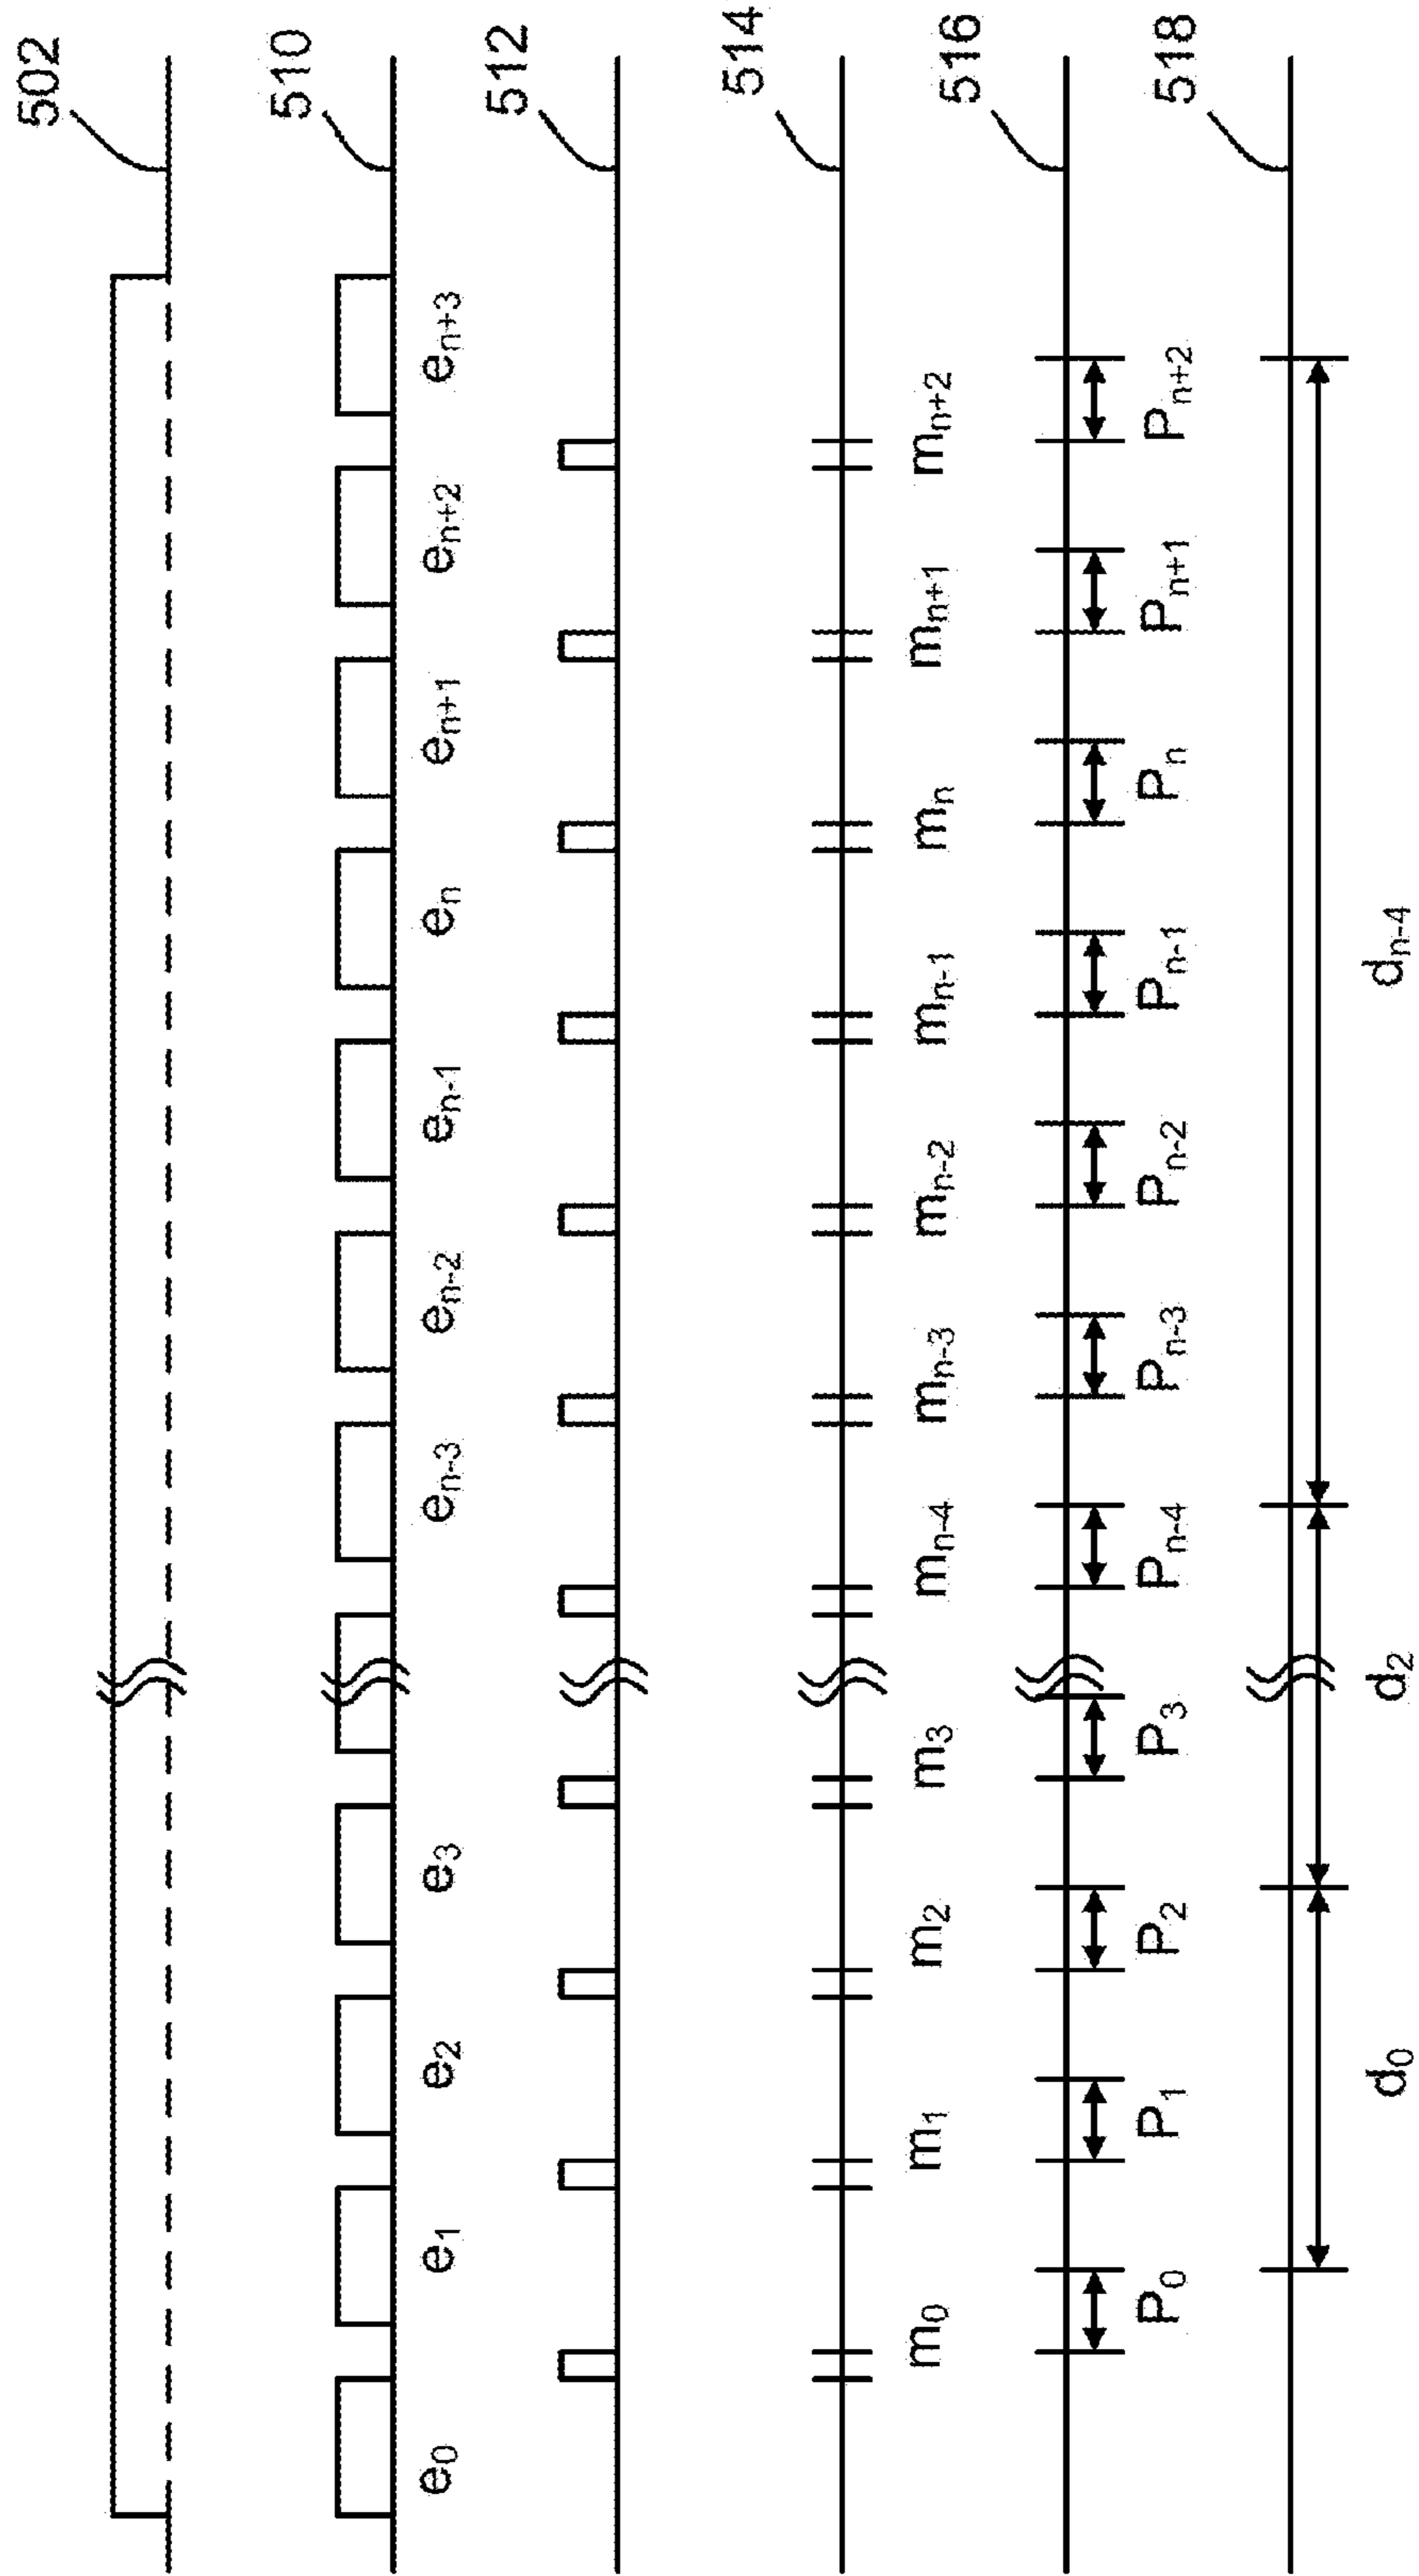 502
510
e₀ e₁ e₂ e₃ eₙ₋₃ eₙ₋₂ eₙ₋₁ eₙ eₙ₊₁ eₙ₊₂ eₙ₊₃
512
514
m₀ m₁ m₂ m₃ mₙ₋₄ mₙ₋₃ mₙ₋₂ mₙ₋₁ mₙ mₙ₊₁ mₙ₊₂
516
P₀ P₁ P₂ P₃ Pₙ₋₄ Pₙ₋₃ Pₙ₋₂ Pₙ₋₁ Pₙ Pₙ₊₁ Pₙ₊₂
518
d₀ d₂ dₙ₋₄